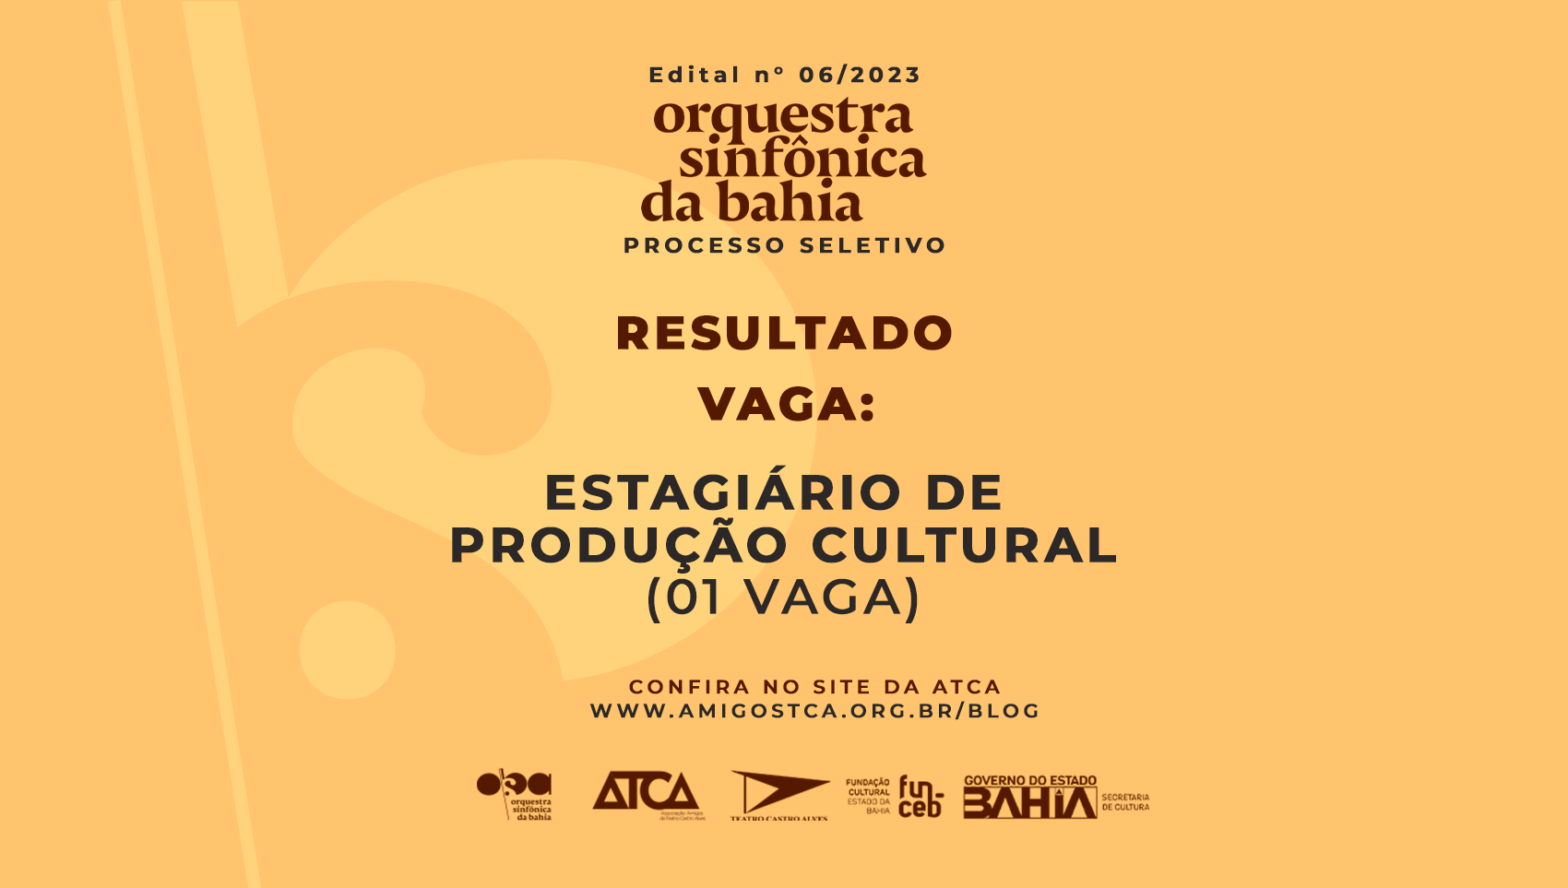 Edital nº 06/2023
orquestra
sinfônica
da bahia
PROCESSO SELETIVO
RESULTADO
VAGA:
ESTAGIÁRIO DE
PRODUÇÃO CULTURAL
(01 VAGA)
CONFIRA NO SITE DA ATCA
WWW.AMIGOSTCA.ORG.BR/BLOG
orquestra
sinfônica
da bahia
ATCA
Associação Amigos
do Teatro Castro Alves
TEATRO CASTRO ALVES
FUNDAÇÃO
CULTURAL
ESTADO DA
BAHIA
fun-
ceb
GOVERNO DO ESTADO
BAHIA
SECRETARIA
DE CULTURA